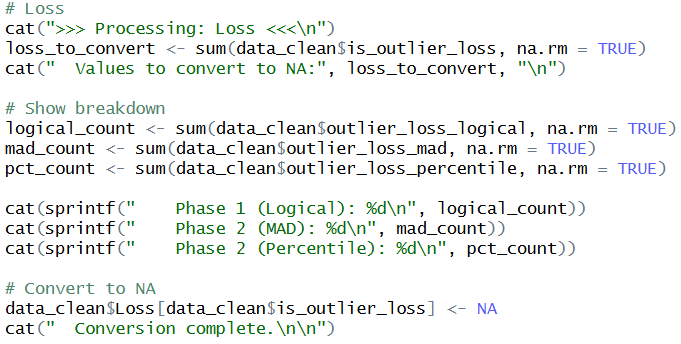 # Loss
cat(">>> Processing: Loss <<<\n")
loss_to_convert <- sum(data_clean$is_outlier_loss, na.rm = TRUE)
cat("  Values to convert to NA:", loss_to_convert, "\n")

# Show breakdown
logical_count <- sum(data_clean$outlier_loss_logical, na.rm = TRUE)
mad_count <- sum(data_clean$outlier_loss_mad, na.rm = TRUE)
pct_count <- sum(data_clean$outlier_loss_percentile, na.rm = TRUE)

cat(sprintf("    Phase 1 (Logical): %d\n", logical_count))
cat(sprintf("    Phase 2 (MAD): %d\n", mad_count))
cat(sprintf("    Phase 2 (Percentile): %d\n", pct_count))

# Convert to NA
data_clean$Loss[data_clean$is_outlier_loss] <- NA
cat("  Conversion complete.\n\n")